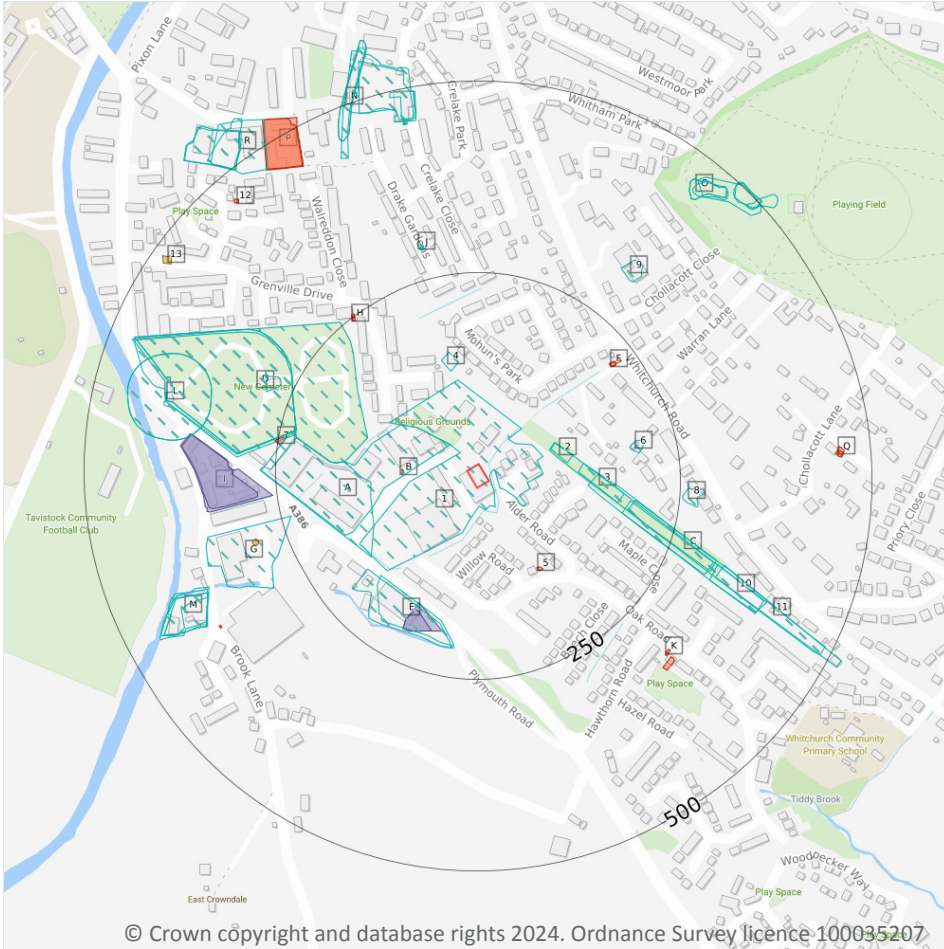 Pixon Lane
Westmoor Park
Crelake Park
Whitham Park
N
R
P
12
Play Space
Walreddon Close
Drake Gardens
Crelake Close
J
O
Playing Field
13
9
Chollacott Close
Grenville Drive
H
Mohun's Park
4
F
Warran Lane
Whitchurch Road
New Cemetery
L
Religious Grounds
7
B
A
1
2
3
6
8
Q
Chollacott Lane
Priory Close
I
Tavistock Community
Football Club
A386
Alder Road
C
G
Willow Road
5
Maple Close
10
11
M
E
Beech Close
Oak Road
250
K
Play Space
Brook Lane
Plymouth Road
Hawthorn Road
Hazel Road
Whitchurch Community
Primary School
500
Tiddy Brook
Woodpecker Way
East Crowndale
Play Space
Play Space
© Crown copyright and database rights 2024. Ordnance Survey licence 100035207